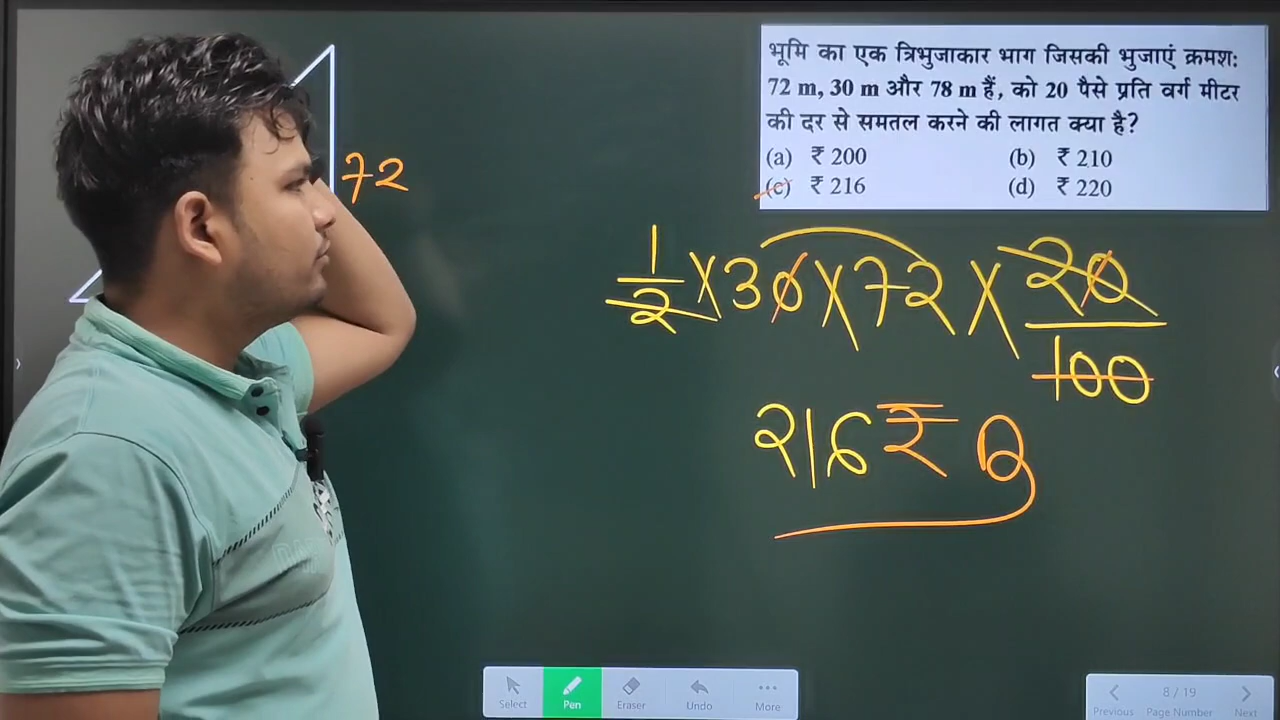 भूमि का एक त्रिभुजाकार भाग जिसकी भुजाएं क्रमशः
72 m, 30 m और 78 m हैं, को 20 पैसे प्रति वर्ग मीटर
की दर से समतल करने की लागत क्या है?
(a) ₹ 200 (b) ₹ 210
(c) ₹ 216 (d) ₹ 220
72
1/2 X 30 X 72 X 20/100
216 ₹
Select Pen Eraser Undo More
8 / 19
Previous Page Number Next